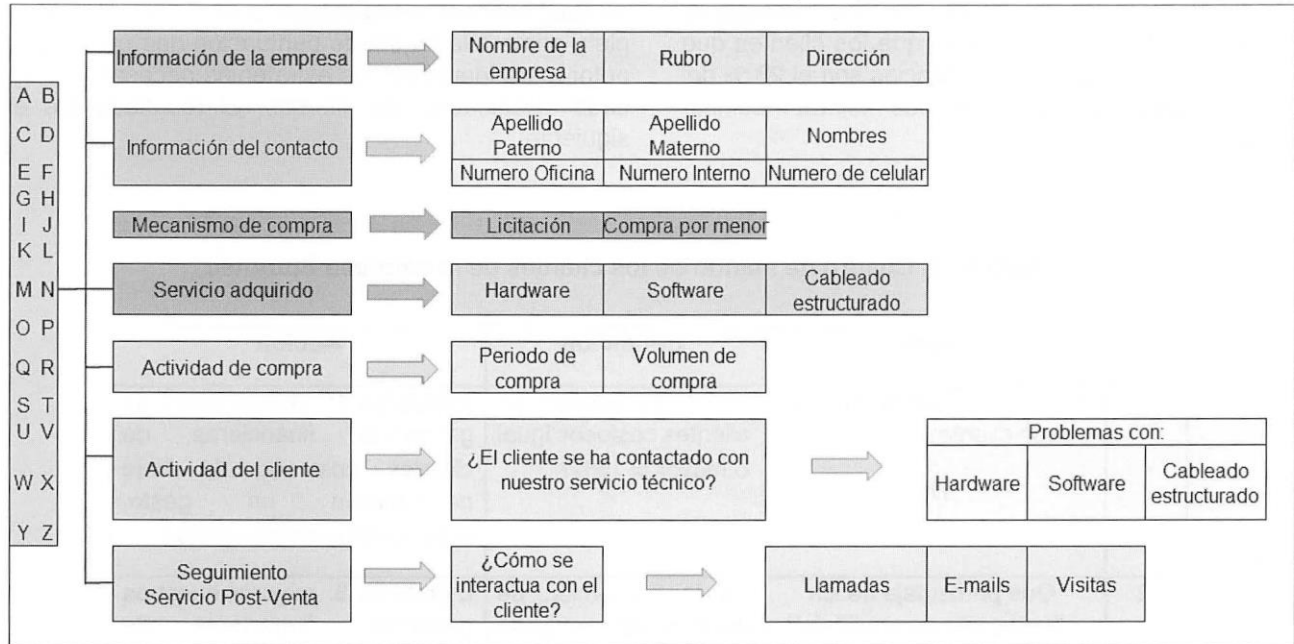 A B
C D
E F
G H
I J
K L
M N
O P
Q R
S T
U V
W X
Y Z
Información de la empresa
Nombre de la
empresa
Rubro
Dirección
Información del contacto
Apellido
Paterno
Apellido
Materno
Nombres
Numero Oficina
Numero Interno
Numero de celular
Mecanismo de compra
Licitación
Compra por menor
Servicio adquirido
Hardware
Software
Cableado
estructurado
Actividad de compra
Periodo de
compra
Volumen de
compra
Actividad del cliente
¿El cliente se ha contactado con
nuestro servicio técnico?
Problemas con:
Hardware
Software
Cableado
estructurado
Seguimiento
Servicio Post-Venta
¿Cómo se
interactua con el
cliente?
Llamadas
E-mails
Visitas